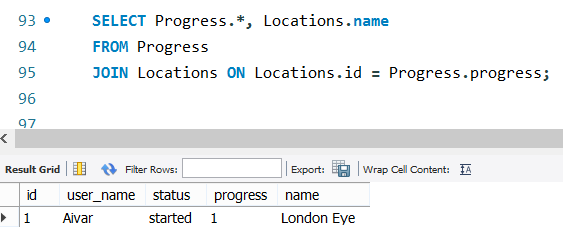 93 SELECT Progress.*, Locations.name
94 FROM Progress
95 JOIN Locations ON Locations.id = Progress.progress;
96
97
Result Grid Filter Rows: Export: Wrap Cell Content: IA
id user_name status progress name
1 Aivar started 1 London Eye